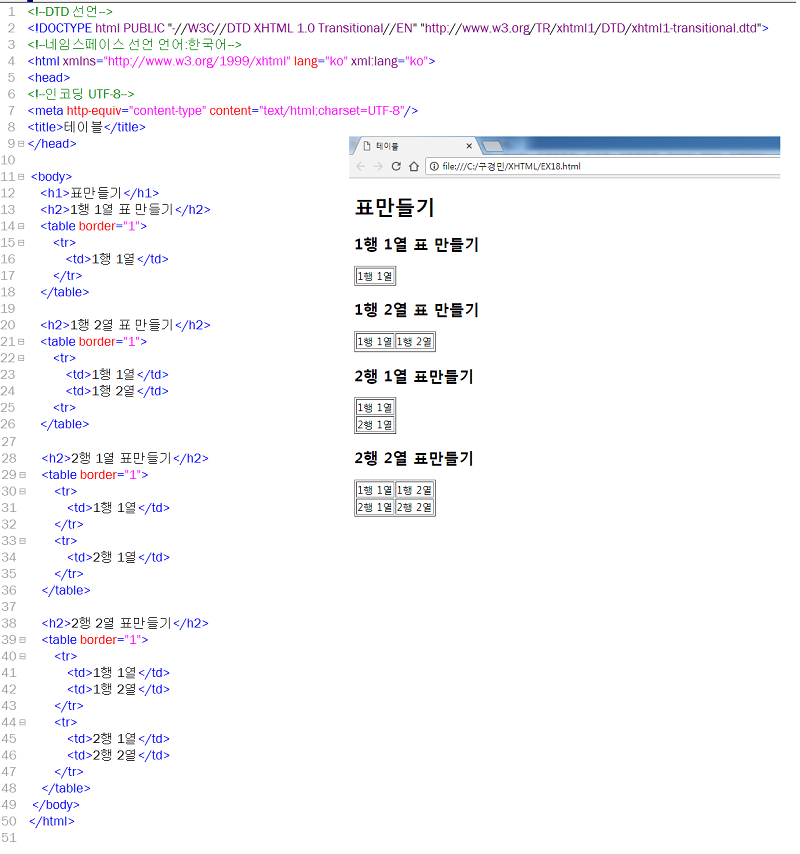 1 <!--DTD 선언-->
2 <!DOCTYPE html PUBLIC "-//W3C//DTD XHTML 1.0 Transitional//EN" "http://www.w3.org/TR/xhtml1/DTD/xhtml1-transitional.dtd">
3 <!--네임스페이스 선언 언어:한국어-->
4 <html xmlns="http://www.w3.org/1999/xhtml" lang="ko" xml:lang="ko">
5 <head>
6 <!--인코딩 UTF-8-->
7 <meta http-equiv="content-type" content="text/html;charset=UTF-8"/>
8 <title>테이블</title>
9 </head>
10
11 <body>
12 <h1>표만들기</h1>
13 <h2>1행 1열 표 만들기</h2>
14 <table border="1">
15 <tr>
16 <td>1행 1열</td>
17 </tr>
18 </table>
19
20 <h2>1행 2열 표 만들기</h2>
21 <table border="1">
22 <tr>
23 <td>1행 1열</td>
24 <td>1행 2열</td>
25 <tr>
26 </table>
27
28 <h2>2행 1열 표만들기</h2>
29 <table border="1">
30 <tr>
31 <td>1행 1열</td>
32 </tr>
33 <tr>
34 <td>2행 1열</td>
35 </tr>
36 </table>
37
38 <h2>2행 2열 표만들기</h2>
39 <table border="1">
40 <tr>
41 <td>1행 1열</td>
42 <td>1행 2열</td>
43 </tr>
44 <tr>
45 <td>2행 1열</td>
46 <td>2행 2열</td>
47 </tr>
48 </table>
49 </body>
50 </html>
51
테이블
file:///C:/구경민/XHTML/EX18.html
표만들기
1행 1열 표 만들기
1행 1열
1행 2열 표 만들기
1행 1열 1행 2열
2행 1열 표만들기
1행 1열
2행 1열
2행 2열 표만들기
1행 1열 1행 2열
2행 1열 2행 2열